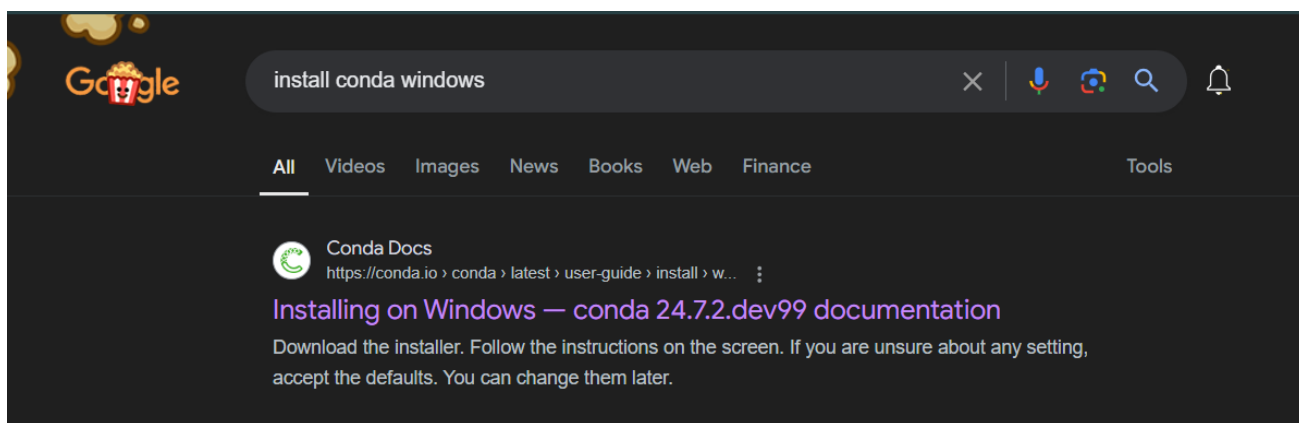 Google
install conda windows
All Videos Images News Books Web Finance Tools
Conda Docs
https://conda.io › conda › latest › user-guide › install › w...
Installing on Windows — conda 24.7.2.dev99 documentation
Download the installer. Follow the instructions on the screen. If you are unsure about any setting,
accept the defaults. You can change them later.